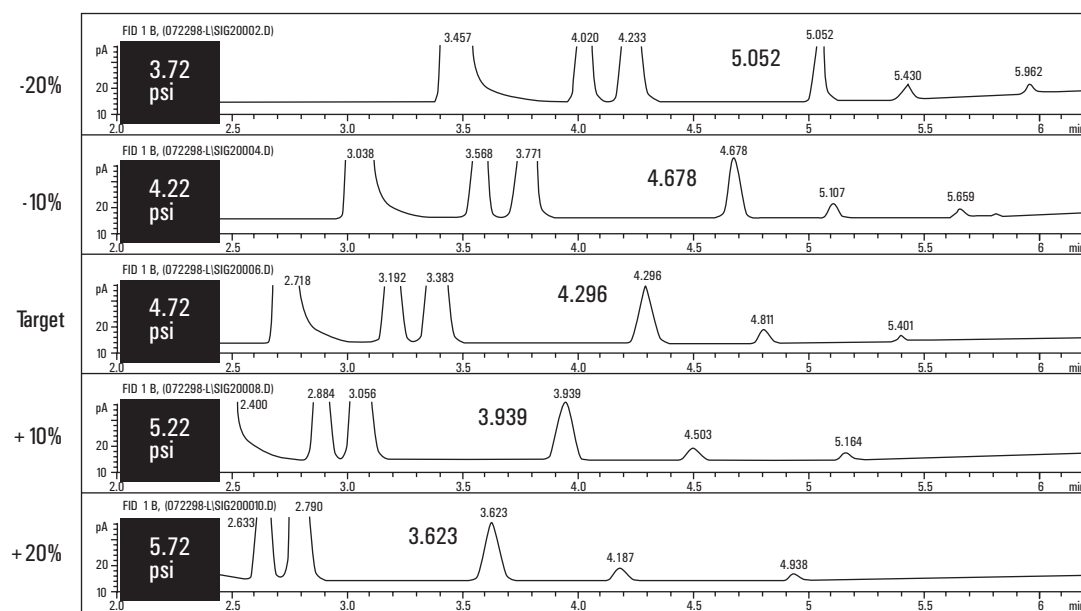 FID 1 B, (072298-L\SIG20002.D)
-20%
pA
20
10
3.72
psi
3.457
4.020
4.233
5.052
5.052
5.430
5.962
2.0 2.5 3.0 3.5 4.0 4.5 5 5.5 6 min
FID 1 B, (072298-L\SIG20004.D)
-10%
pA
20
10
4.22
psi
3.038
3.568
3.771
4.678
4.678
5.107
5.659
2.0 2.5 3.0 3.5 4.0 4.5 5 5.5 6 min
FID 1 B, (072298-L\SIG20006.D)
Target
pA
20
10
4.72
psi
2.718
3.192
3.383
4.296
4.296
4.811
5.401
2.0 2.5 3.0 3.5 4.0 4.5 5 5.5 6 min
FID 1 B, (072298-L\SIG20008.D)
+ 10%
pA
20
10
5.22
psi
2.400
2.884
3.056
3.939
3.939
4.503
5.164
2.0 2.5 3.0 3.5 4.0 4.5 5 5.5 6 min
FID 1 B, (072298-L\SIG200010.D)
+ 20%
pA
20
10
5.72
psi
2.633
2.790
3.623
3.623
4.187
4.938
2.0 2.5 3.0 3.5 4.0 4.5 5 5.5 6 min